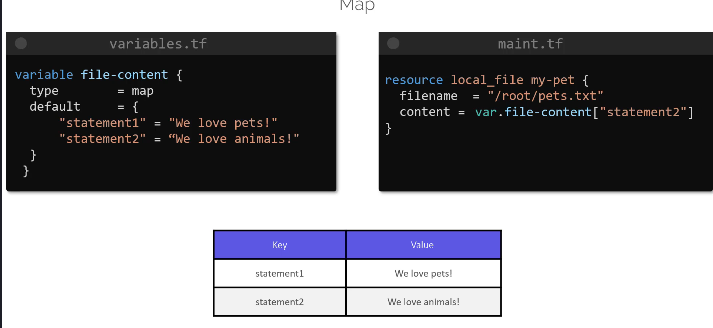 Map
variables.tf
variable file-content {
type = map
default = {
"statement1" = "We love pets!"
"statement2" = “We love animals!"
}
}
maint.tf
resource local_file my-pet {
filename = "/root/pets.txt"
content = var.file-content["statement2"]
}
Key Value
statement1 We love pets!
statement2 We love animals!